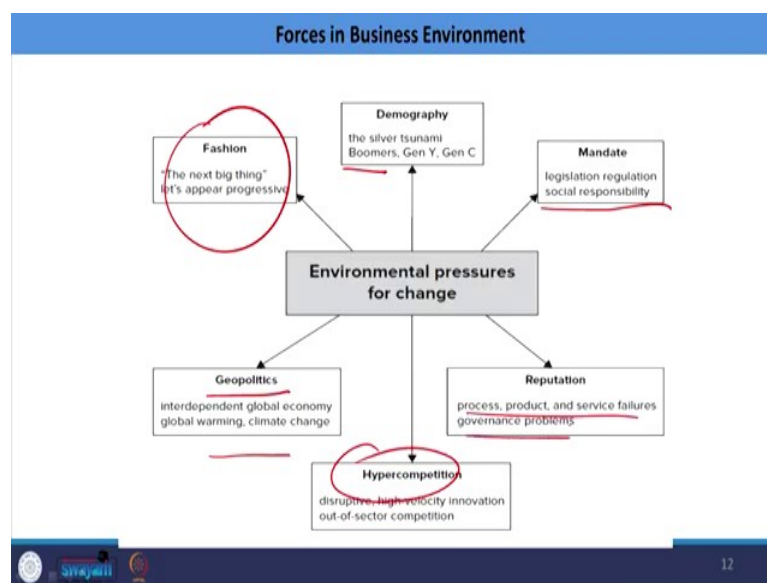 Forces in Business Environment
Demography
the silver tsunami
Boomers, Gen Y, Gen C
Fashion
"The next big thing"
let's appear progressive
Mandate
legislation regulation
social responsibility
Environmental pressures
for change
Geopolitics
interdependent global economy
global warming, climate change
Reputation
process, product, and service failures
governance problems
Hypercompetition
disruptive, high-velocity innovation
out-of-sector competition
swayam
12